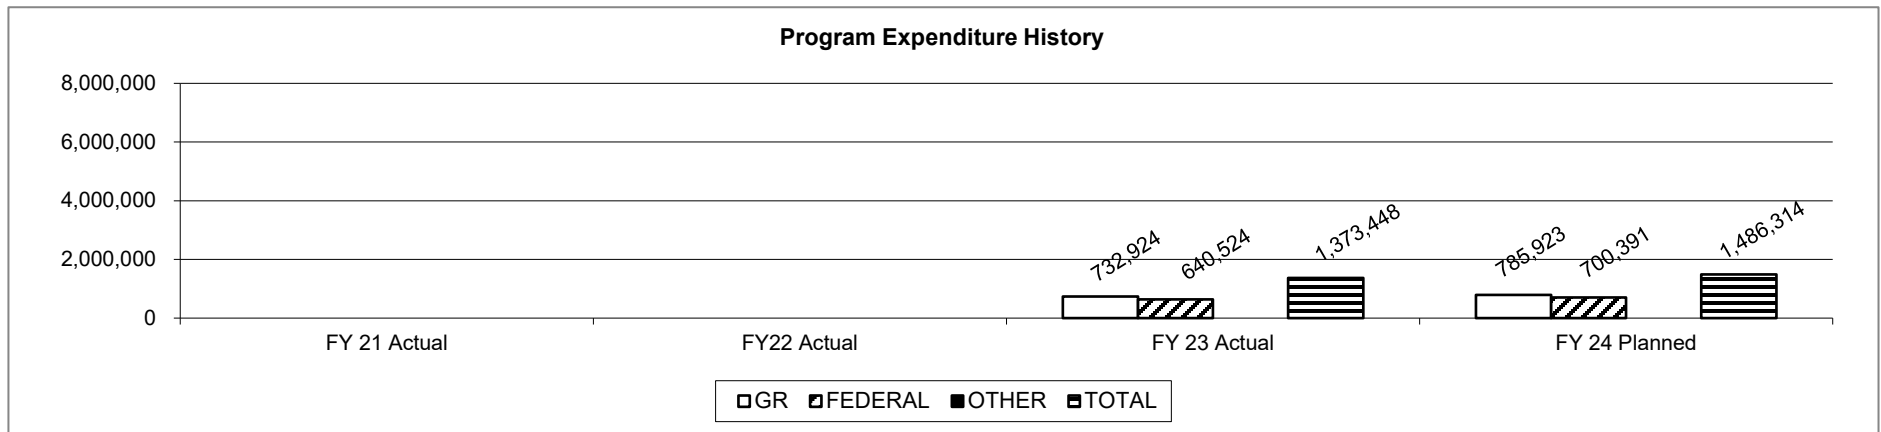 Program Expenditure History
8,000,000
6,000,000
4,000,000
2,000,000
0
732,924
640,524
1,373,448
785,923
700,391
1,486,314
FY 21 Actual
FY22 Actual
FY 23 Actual
FY 24 Planned
GR FEDERAL OTHER TOTAL